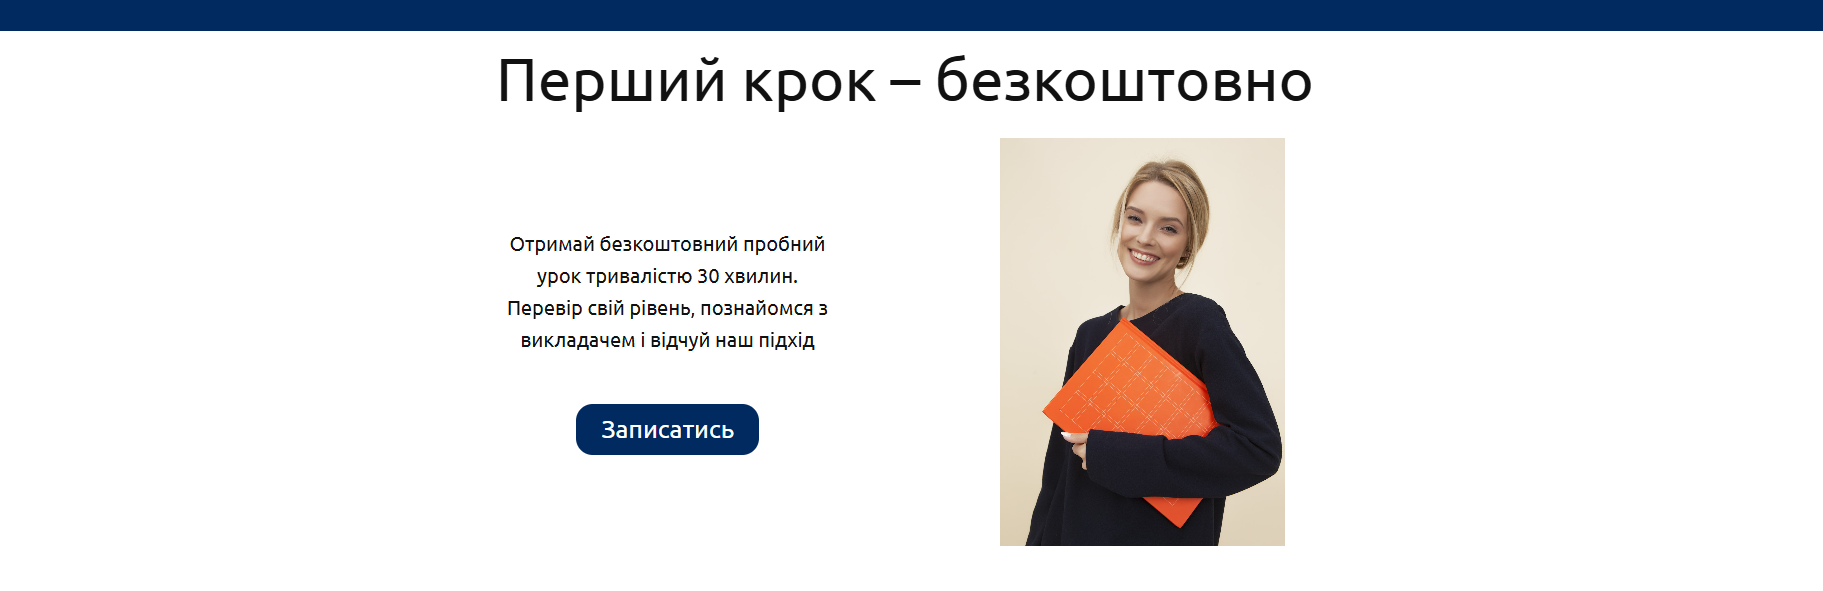 Перший крок – безкоштовно
Отримай безкоштовний пробний
урок тривалістю 30 хвилин.
Перевір свій рівень, познайомся з
викладачем і відчуй наш підхід
Записатись